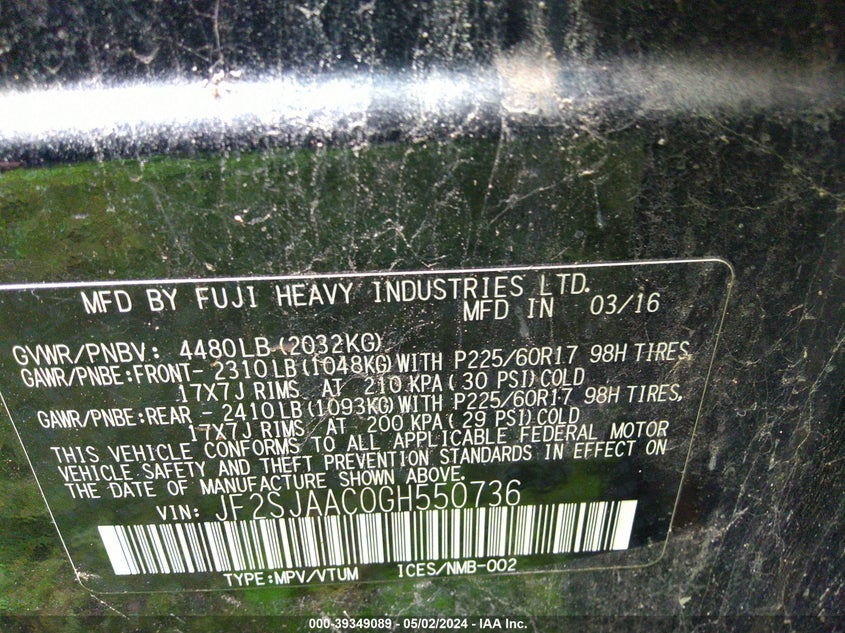 MFD BY FUJI HEAVY INDUSTRIES LTD.
MFD IN 03/16
GVWR/PNBV: 4480LB(2032KG)
GAWR/PNBE:FRONT- 2310LB(1048KG)WITH P225/60R17 98H TIRES,
17X7J RIMS AT 210KPA(30 PSI)COLD
GAWR/PNBE:REAR - 2410LB(1093KG)WITH P225/60R17 98H TIRES,
17X7J RIMS AT 200KPA(29 PSI)COLD
THIS VEHICLE CONFORMS TO ALL APPLICABLE FEDERAL MOTOR
VEHICLE SAFETY AND THEFT PREVENTION STANDARDS IN EFFECT ON
THE DATE OF MANUFACTURE SHOWN ABOVE.
VIN: JF2SJAAC0GH550736
TYPE:MPV/VTUM ICES/NMB-002
000-39349089 - 05/02/2024 - IAA Inc.